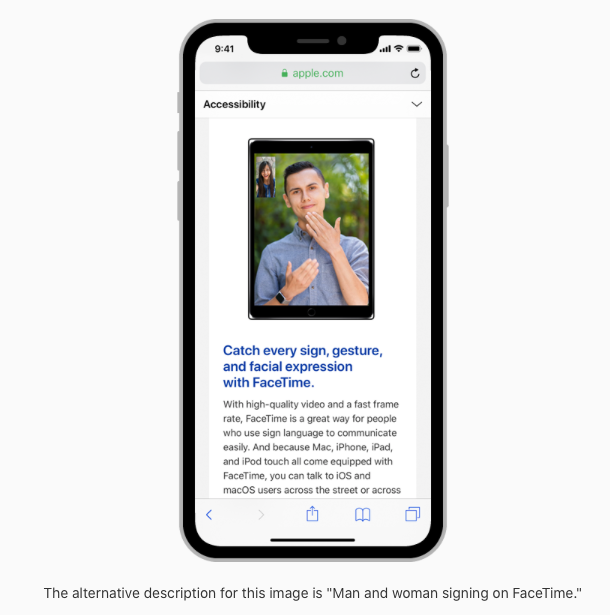 9:41
apple.com
Accessibility
Catch every sign, gesture,
and facial expression
with FaceTime.
With high-quality video and a fast frame
rate, FaceTime is a great way for people
who use sign language to communicate
easily. And because Mac, iPhone, iPad,
and iPod touch all come equipped with
FaceTime, you can talk to iOS and
macOS users across the street or across
The alternative description for this image is "Man and woman signing on FaceTime."